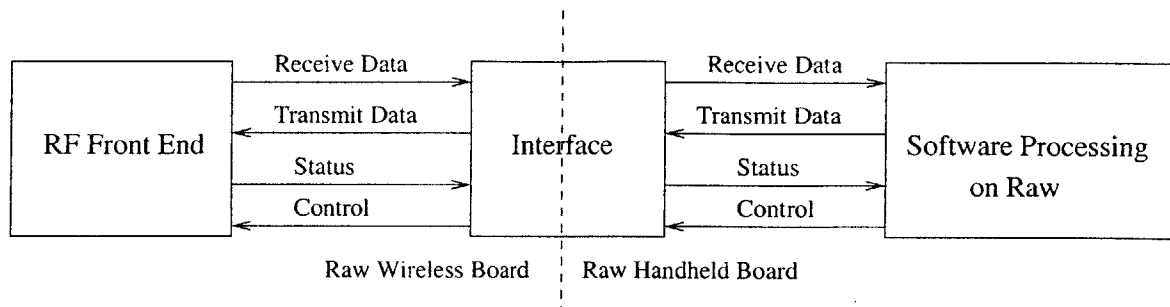 Receive Data
Receive Data
Transmit Data
Transmit Data
RF Front End
Interface
Software Processing
on Raw
Status
Status
Control
Control
Raw Wireless Board
Raw Handheld Board